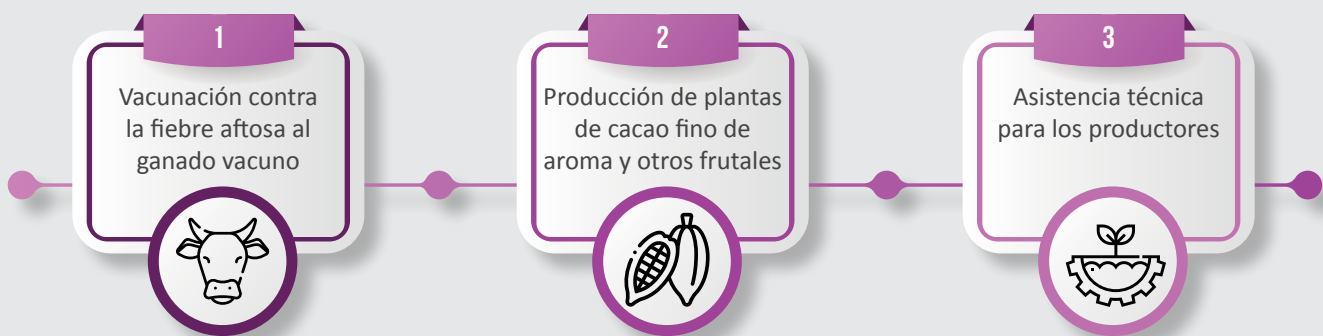 1
Vacunación contra
la fiebre aftosa al
ganado vacuno
2
Producción de plantas
de cacao fino de
aroma y otros frutales
3
Asistencia técnica
para los productores